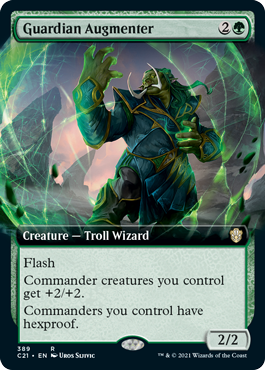 Guardian Augmenter 2
Creature — Troll Wizard
Flash
Commander creatures you control
get +2/+2.
Commanders you control have
hexproof.
2/2
389 R
C21 • EN Uros Slivic
™ & © 2021 Wizards of the Coast